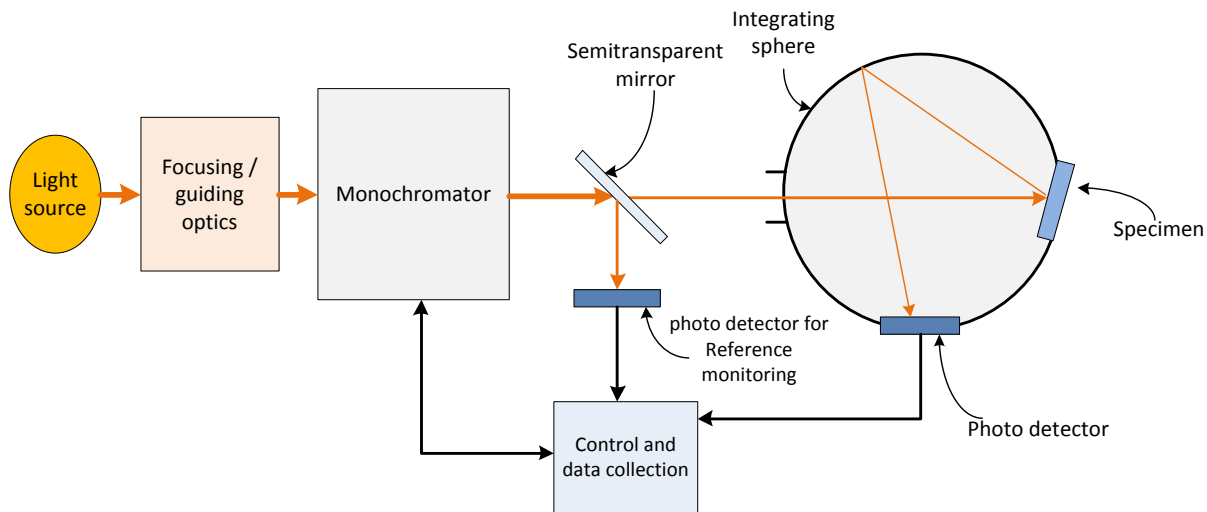 Light
source
Focusing /
guiding
optics
Monochromator
Semitransparent
mirror
Integrating
sphere
Specimen
photo detector for
Reference
monitoring
Photo detector
Control and
data collection